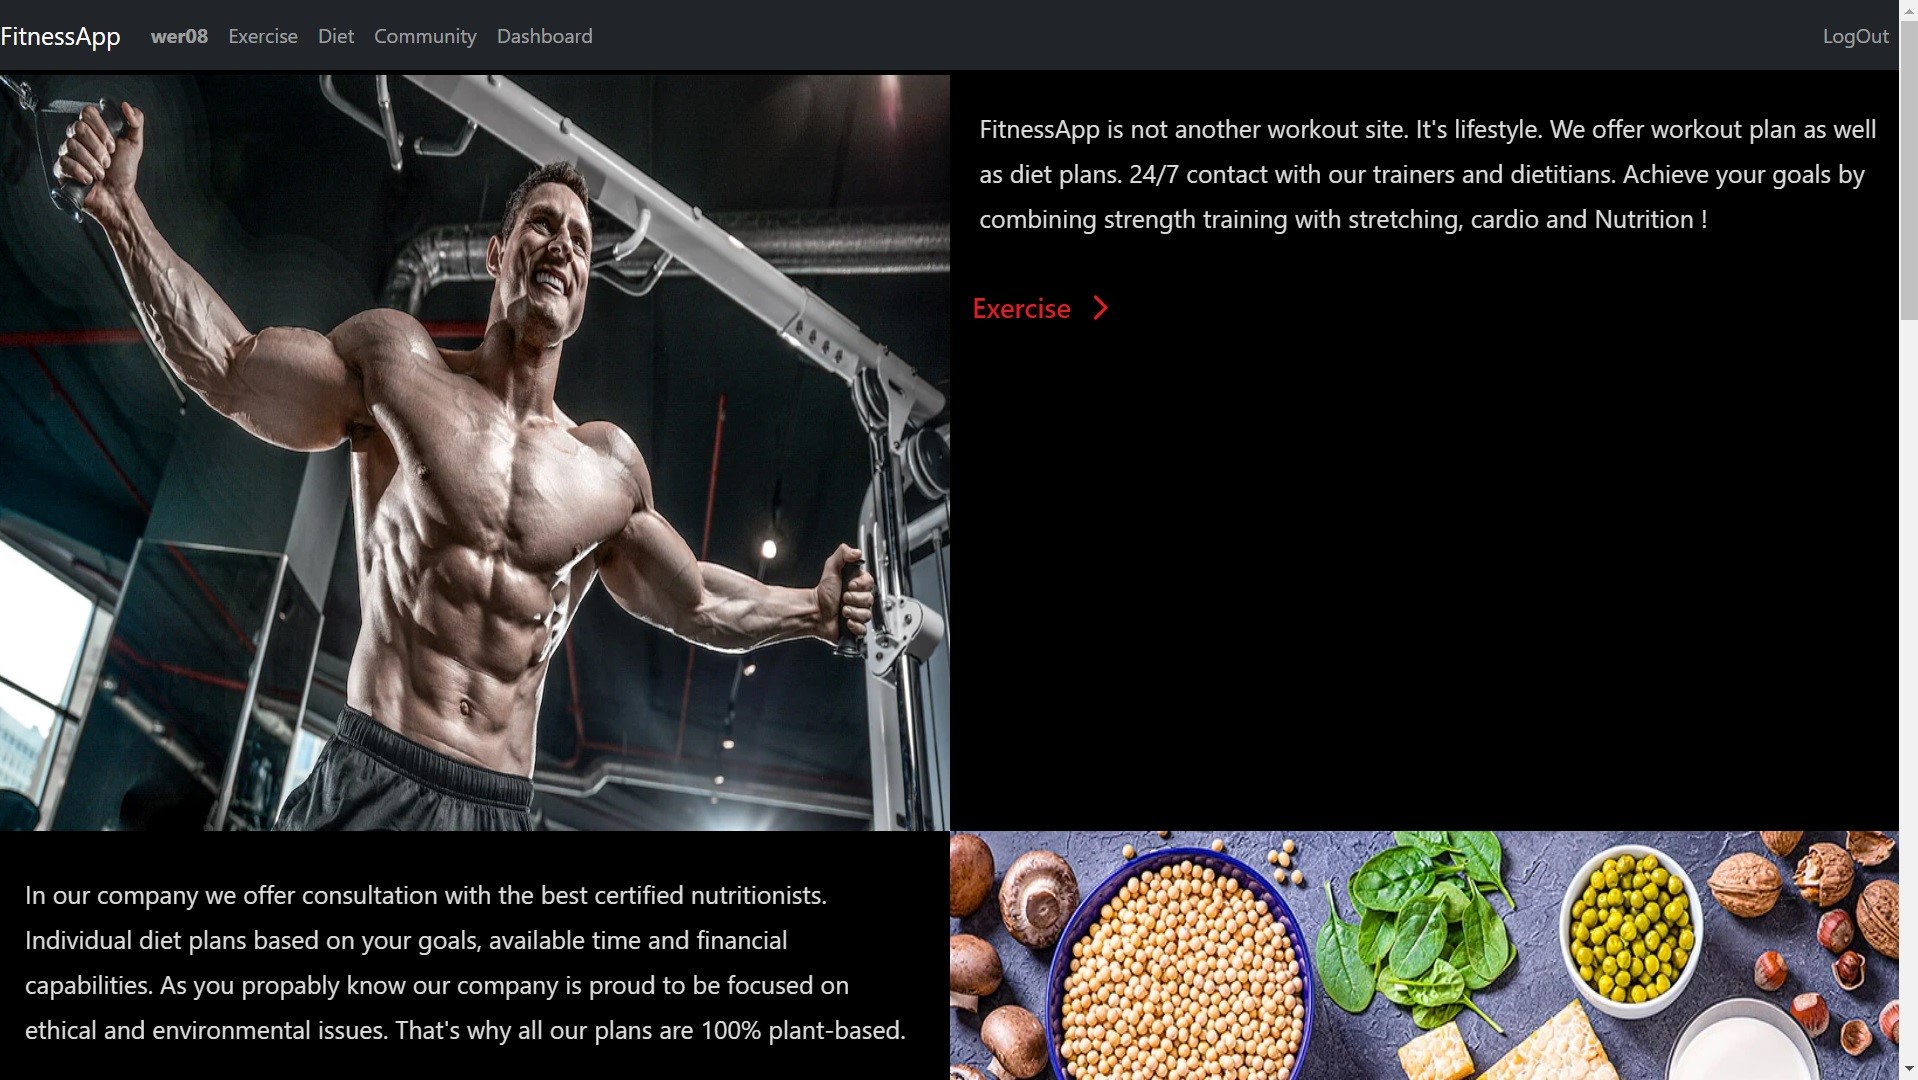 FitnessApp wer08 Exercise Diet Community Dashboard LogOut
FitnessApp is not another workout site. It's lifestyle. We offer workout plan as well
as diet plans. 24/7 contact with our trainers and dietitians. Achieve your goals by
combining strength training with stretching, cardio and Nutrition !
Exercise
In our company we offer consultation with the best certified nutritionists.
Individual diet plans based on your goals, available time and financial
capabilities. As you propably know our company is proud to be focused on
ethical and environmental issues. That's why all our plans are 100% plant-based.